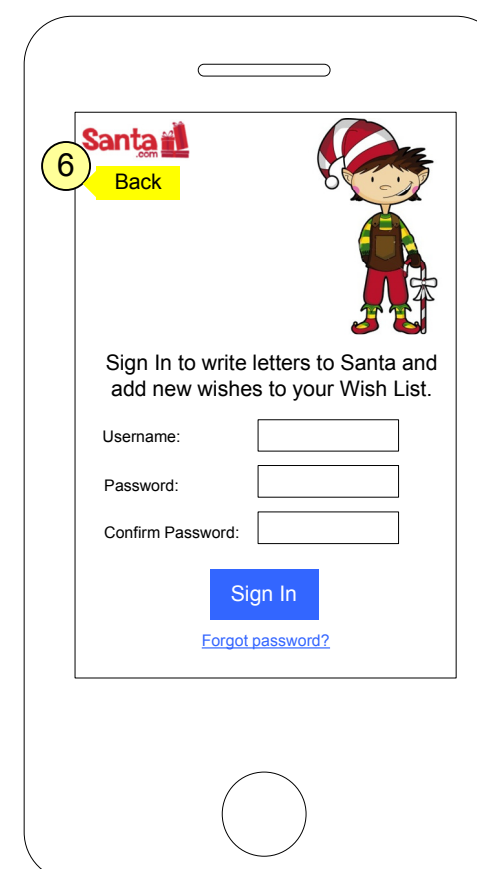 Santa
.com
6
Back
Sign In to write letters to Santa and
add new wishes to your Wish List.
Username:
Password:
Confirm Password:
Sign In
Forgot password?